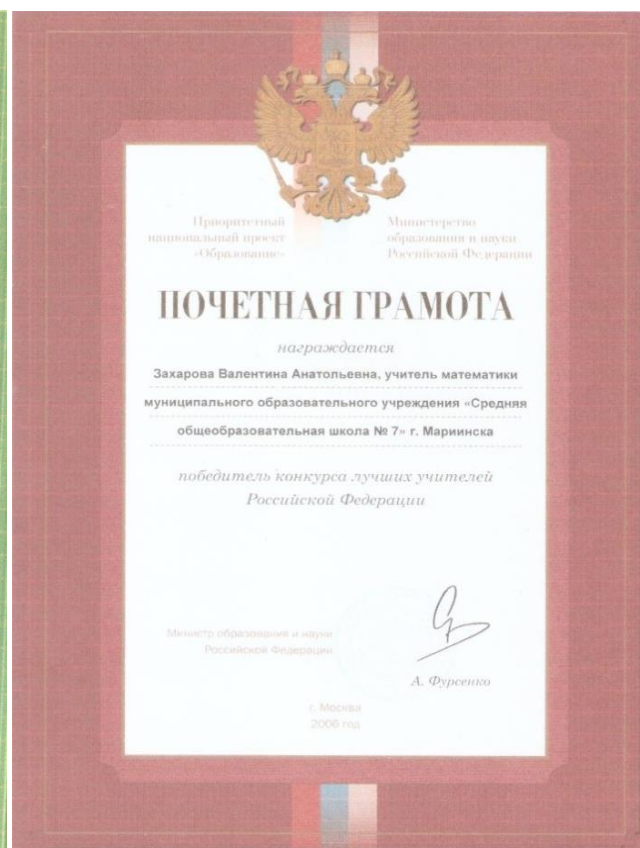 Приоритетный
национальный проект
«Образование»
Министерство
образования и науки
Российской Федерации
ПОЧЕТНАЯ ГРАМОТА
награждается
Захарова Валентина Анатольевна, учитель математики
муниципального образовательного учреждения «Средняя
общеобразовательная школа № 7» г. Мариинска
победитель конкурса лучших учителей
Российской Федерации
Министр образования и науки
Российской Федерации
А. Фурсенко
г. Москва
2006 год